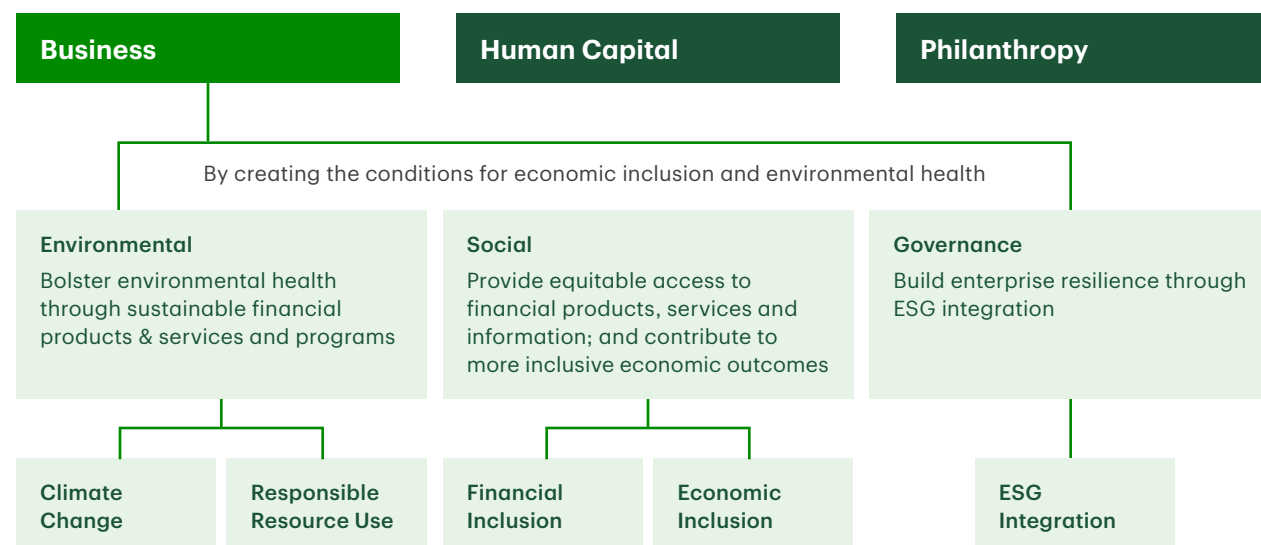 Business
Human Capital
Philanthropy
By creating the conditions for economic inclusion and environmental health
Environmental
Bolster environmental health
through sustainable financial
products & services and programs
Social
Provide equitable access to
financial products, services and
information; and contribute to
more inclusive economic outcomes
Governance
Build enterprise resilience through
ESG integration
Climate
Change
Responsible
Resource Use
Financial
Inclusion
Economic
Inclusion
ESG
Integration